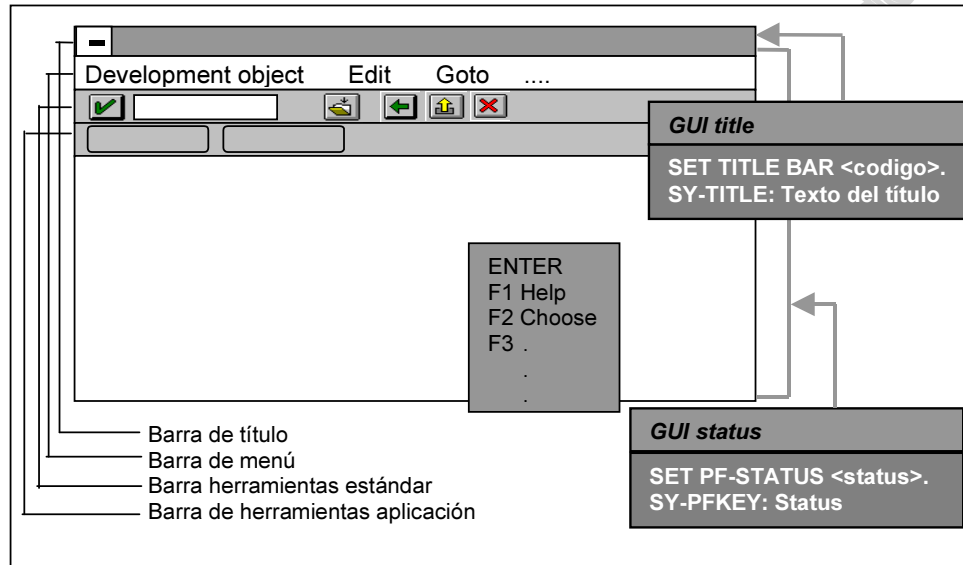 Development object Edit Goto ....
GUI title
SET TITLE BAR <codigo>.
SY-TITLE: Texto del título
ENTER
F1 Help
F2 Choose
F3 .
.
.
Barra de título
Barra de menú
Barra herramientas estándar
Barra de herramientas aplicación
GUI status
SET PF-STATUS <status>.
SY-PFKEY: Status